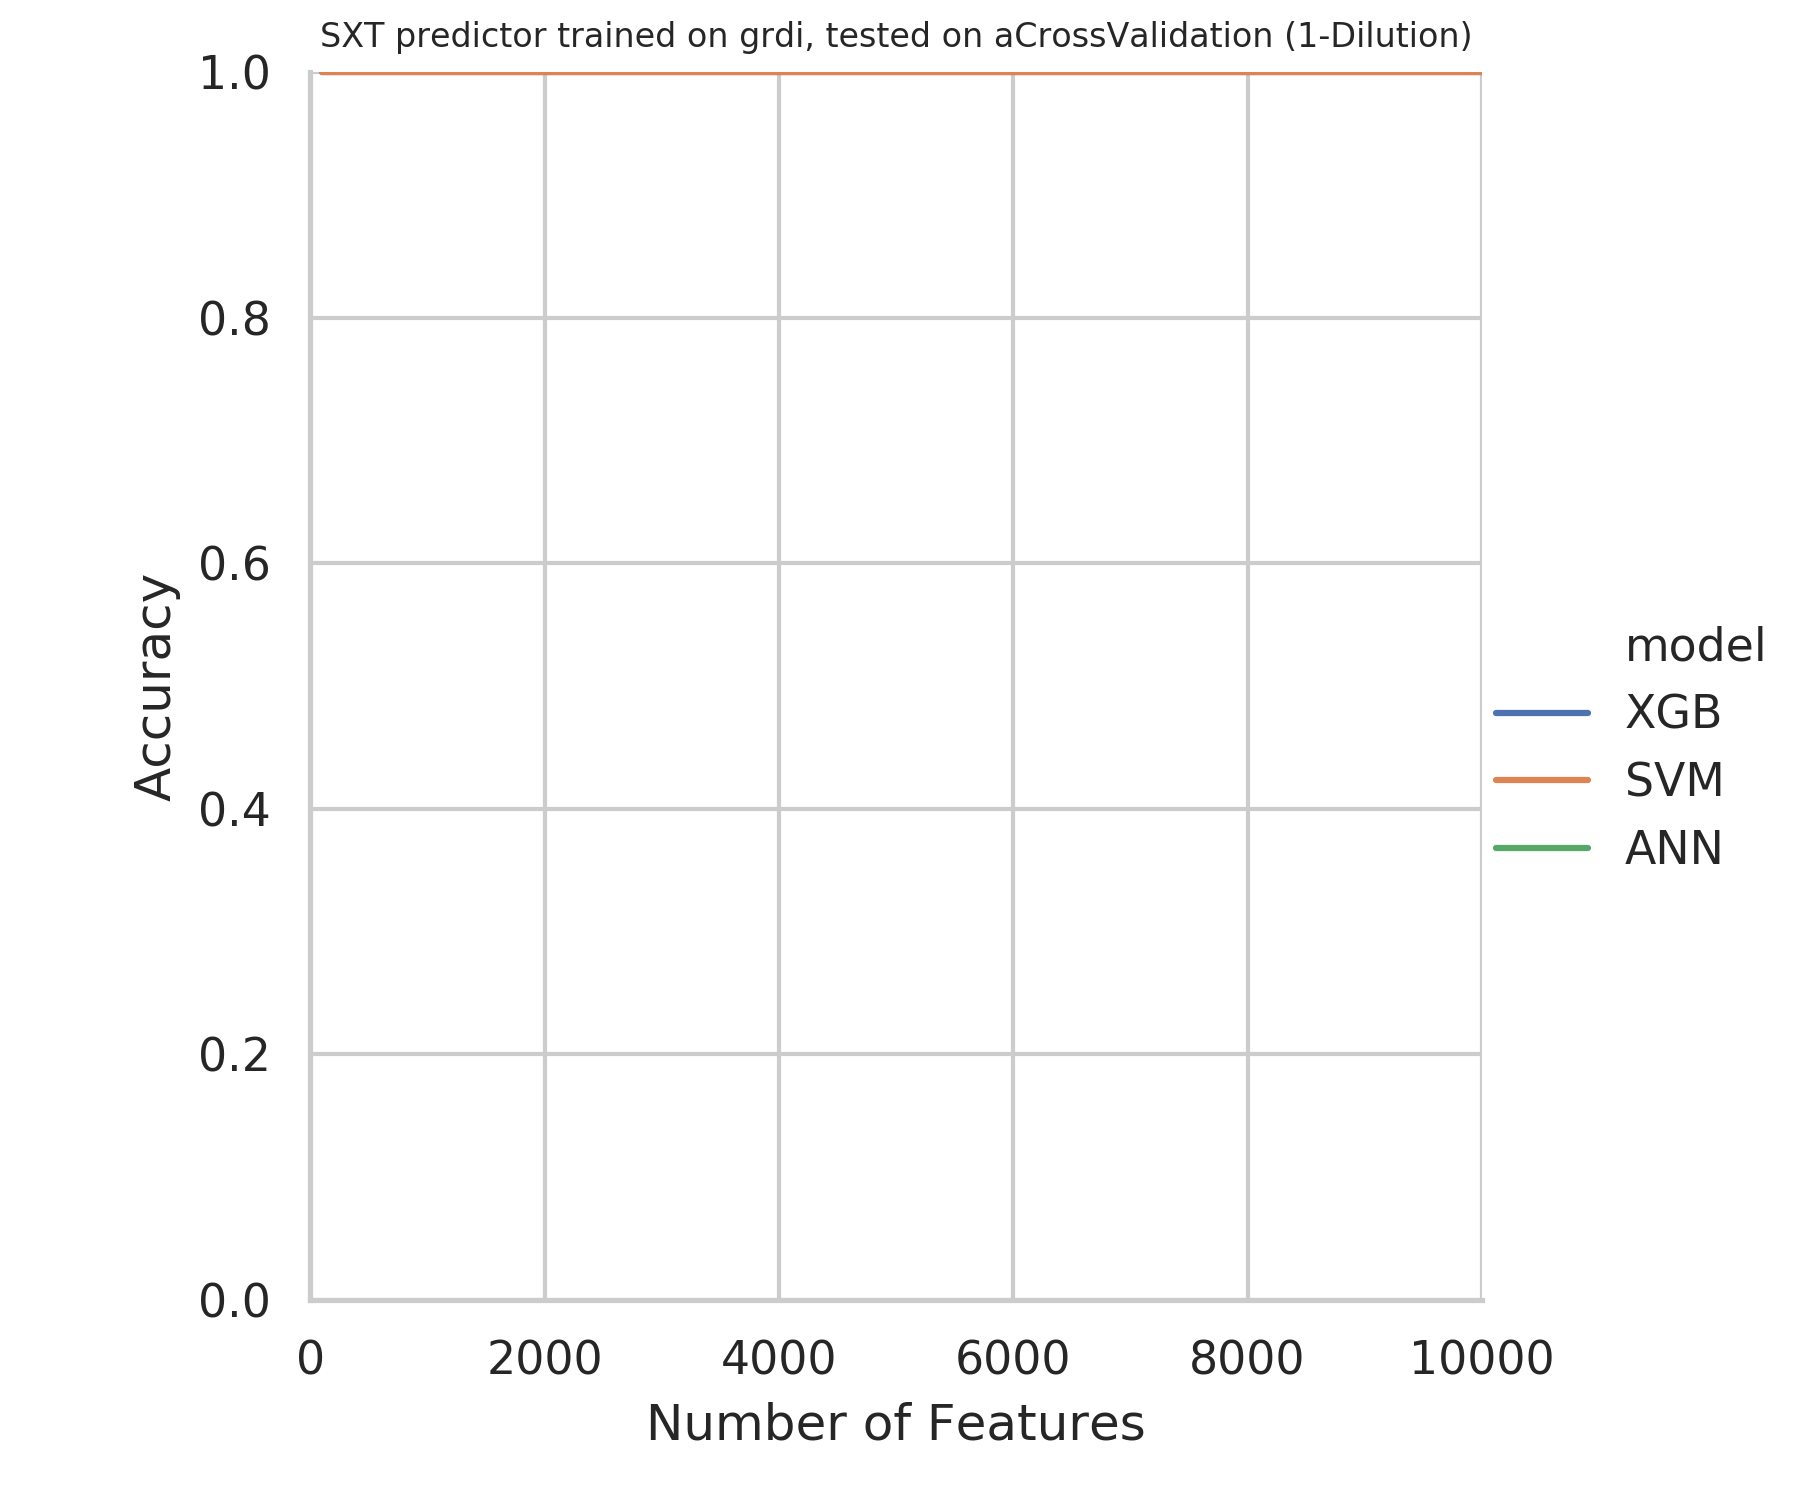 SXT predictor trained on grdi, tested on aCrossValidation (1-Dilution)
1.0
0.8
0.6
0.4
0.2
0.0
Accuracy
0 2000 4000 6000 8000 10000
Number of Features
model
XGB
SVM
ANN